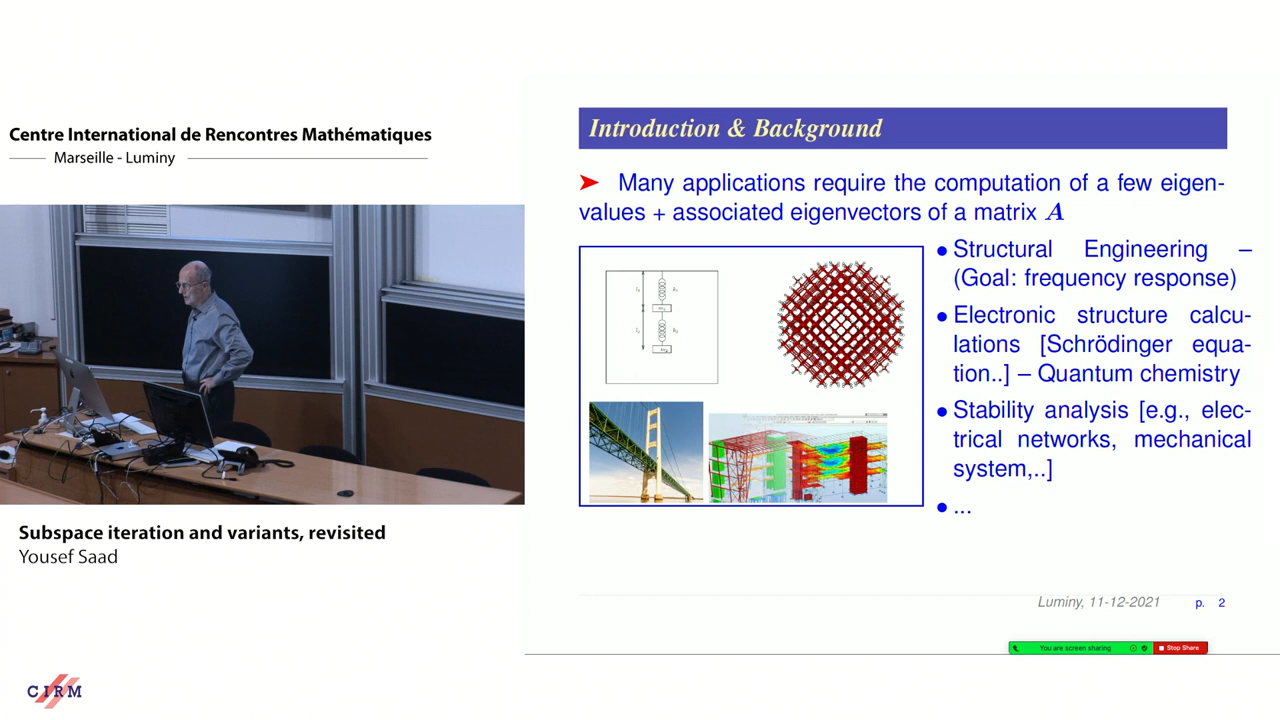 Centre International de Rencontres Mathématiques
Marseille - Luminy
Subspace iteration and variants, revisited
Yousef Saad
CIRM
Introduction & Background
➤ Many applications require the computation of a few eigen-
values + associated eigenvectors of a matrix A
• Structural Engineering –
(Goal: frequency response)
• Electronic structure calcu-
lations [Schrödinger equa-
tion..] – Quantum chemistry
• Stability analysis [e.g., elec-
trical networks, mechanical
system,..]
• ...
Luminy, 11-12-2021 p. 2
You are screen sharing
Stop Share